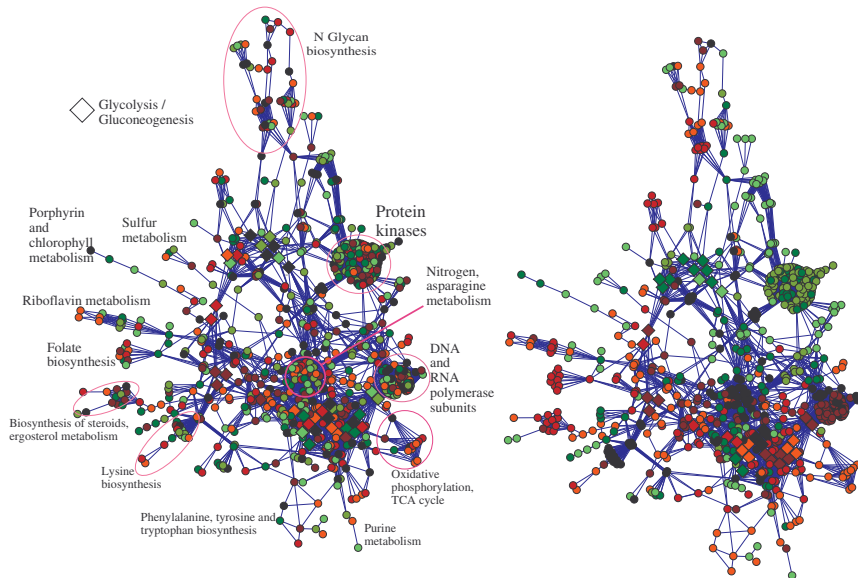 N Glycan
biosynthesis
Glycolysis /
Gluconeogenesis
Porphyrin
and
chlorophyll
metabolism
Sulfur
metabolism
Protein
kinases
Nitrogen,
asparagine
metabolism
Riboflavin metabolism
Folate
biosynthesis
DNA
and
RNA
polymerase
subunits
Biosynthesis of steroids,
ergosterol metabolism
Lysine
biosynthesis
Oxidative
phosphorylation,
TCA cycle
Phenylalanine, tyrosine and
tryptophan biosynthesis
Purine
metabolism